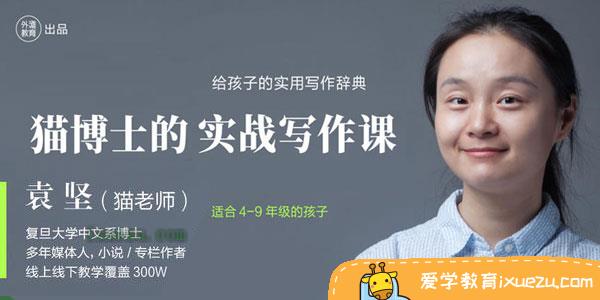 外滩教育 出品
给孩子的实用写作辞典
猫博士的 实战写作课
袁 坚（猫老师）
适合 4-9 年级的孩子
复旦大学中文系博士
多年媒体人，小说 / 专栏作者
线上线下教学覆盖 300W
爱学教育ixuezu.com